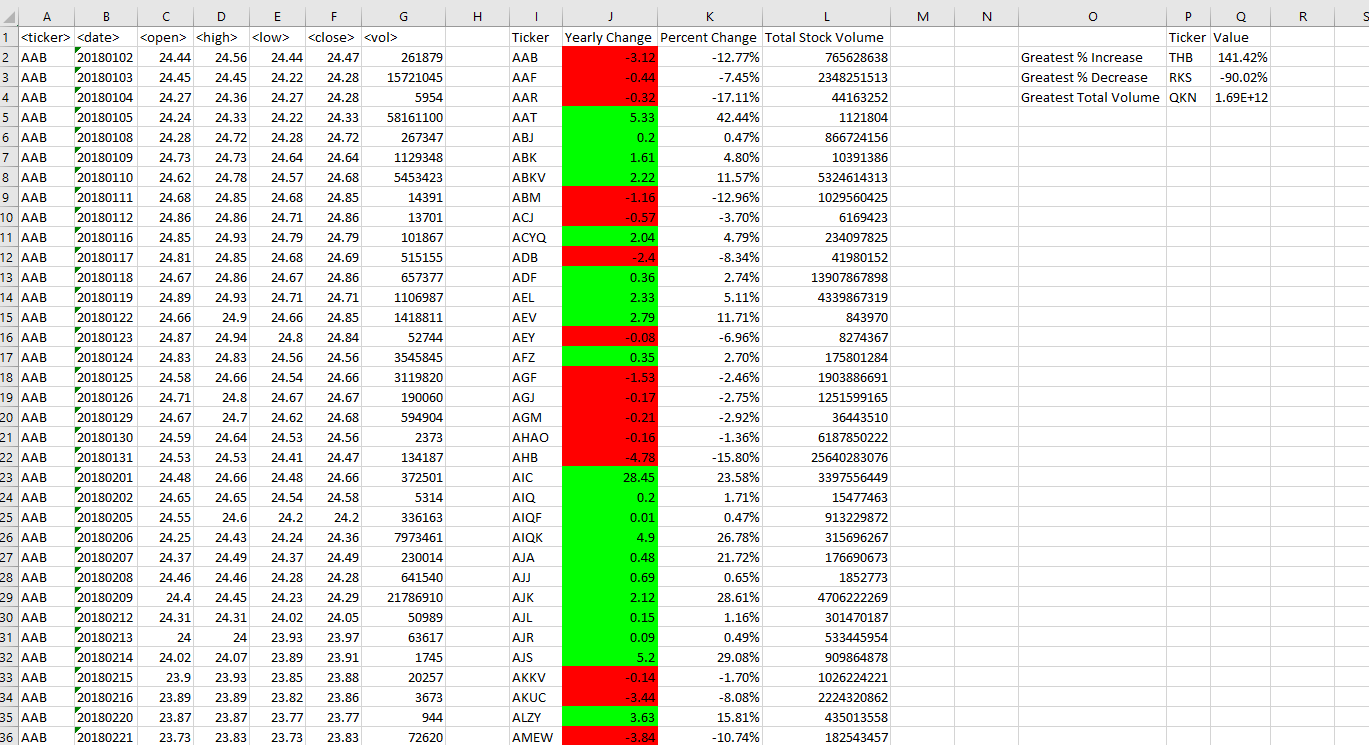 A B C D E F G H I J K L M N O P Q R S
1 <ticker> <date> <open> <high> <low> <close> <vol> Ticker Yearly Change Percent Change Total Stock Volume Ticker Value
2 AAB 20180102 24.44 24.56 24.44 24.47 261879 AAB -3.12 -12.77% 765628638 Greatest % Increase THB 141.42%
3 AAB 20180103 24.45 24.45 24.22 24.28 15721045 AAF -0.44 -7.45% 2348251513 Greatest % Decrease RKS -90.02%
4 AAB 20180104 24.27 24.36 24.27 24.28 5954 AAR -0.32 -17.11% 44163252 Greatest Total Volume QKN 1.69E+12
5 AAB 20180105 24.24 24.33 24.22 24.33 58161100 AAT 5.33 42.44% 1121804
6 AAB 20180108 24.28 24.72 24.28 24.72 267347 ABJ 0.2 0.47% 866724156
7 AAB 20180109 24.73 24.73 24.64 24.64 1129348 ABK 1.61 4.80% 10391386
8 AAB 20180110 24.62 24.78 24.57 24.68 5453423 ABKV 2.22 11.57% 5324614313
9 AAB 20180111 24.68 24.85 24.68 24.85 14391 ABM -1.16 -12.96% 1029560425
10 AAB 20180112 24.86 24.86 24.71 24.86 13701 ACJ -0.57 -3.70% 6169423
11 AAB 20180116 24.85 24.93 24.79 24.79 101867 ACYQ 2.04 4.79% 234097825
12 AAB 20180117 24.81 24.85 24.68 24.69 515155 ADB -2.4 -8.34% 41980152
13 AAB 20180118 24.67 24.86 24.67 24.86 657377 ADF 0.36 2.74% 13907867898
14 AAB 20180119 24.89 24.93 24.71 24.71 1106987 AEL 2.33 5.11% 4339867319
15 AAB 20180122 24.66 24.9 24.66 24.85 1418811 AEV 2.79 11.71% 843970
16 AAB 20180123 24.87 24.94 24.8 24.84 52744 AEY -0.08 -6.96% 8274367
17 AAB 20180124 24.83 24.83 24.56 24.56 3545845 AFZ 0.35 2.70% 175801284
18 AAB 20180125 24.58 24.66 24.54 24.66 3119820 AGF -1.53 -2.46% 1903886691
19 AAB 20180126 24.71 24.8 24.67 24.67 190060 AGJ -0.17 -2.75% 1251599165
20 AAB 20180129 24.67 24.7 24.62 24.68 594904 AGM -0.21 -2.92% 36443510
21 AAB 20180130 24.59 24.64 24.53 24.56 2373 AHAO -0.16 -1.36% 6187850222
22 AAB 20180131 24.53 24.53 24.41 24.47 134187 AHB -4.78 -15.80% 25640283076
23 AAB 20180201 24.48 24.66 24.48 24.66 372501 AIC 28.45 23.58% 3397556449
24 AAB 20180202 24.65 24.65 24.54 24.58 5314 AIQ 0.2 1.71% 15477463
25 AAB 20180205 24.55 24.6 24.2 24.2 336163 AIQF 0.01 0.47% 913229872
26 AAB 20180206 24.25 24.43 24.24 24.36 7973461 AIQK 4.9 26.78% 315696267
27 AAB 20180207 24.37 24.49 24.37 24.49 230014 AJA 0.48 21.72% 176690673
28 AAB 20180208 24.46 24.46 24.28 24.28 641540 AJJ 0.69 0.65% 1852773
29 AAB 20180209 24.4 24.45 24.23 24.29 21786910 AJK 2.12 28.61% 4706222269
30 AAB 20180212 24.31 24.31 24.02 24.05 50989 AJL 0.15 1.16% 301470187
31 AAB 20180213 24 24 23.93 23.97 63617 AJR 0.09 0.49% 533445954
32 AAB 20180214 24.02 24.07 23.89 23.91 1745 AJS 5.2 29.08% 909864878
33 AAB 20180215 23.9 23.93 23.85 23.88 20257 AKKV -0.14 -1.70% 1026224221
34 AAB 20180216 23.89 23.89 23.82 23.86 3673 AKUC -3.44 -8.08% 2224320862
35 AAB 20180220 23.87 23.87 23.77 23.77 944 ALZY 3.63 15.81% 435013558
36 AAB 20180221 23.73 23.83 23.73 23.83 72620 AMEW -3.84 -10.74% 182543457